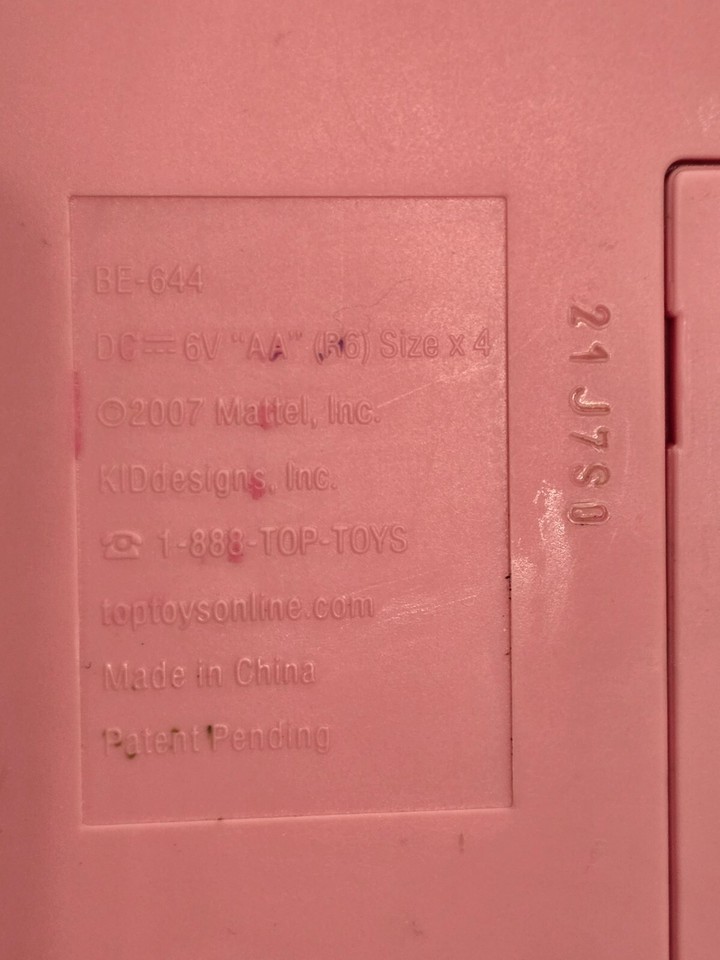 BE-644
DC⎓ 6V “AA” (R6) Size x 4
©2007 Mattel, Inc.
KIDdesigns, Inc.
☎ 1-888-TOP-TOYS
toptoysonline.com
Made in China
Patent Pending
21J7S0